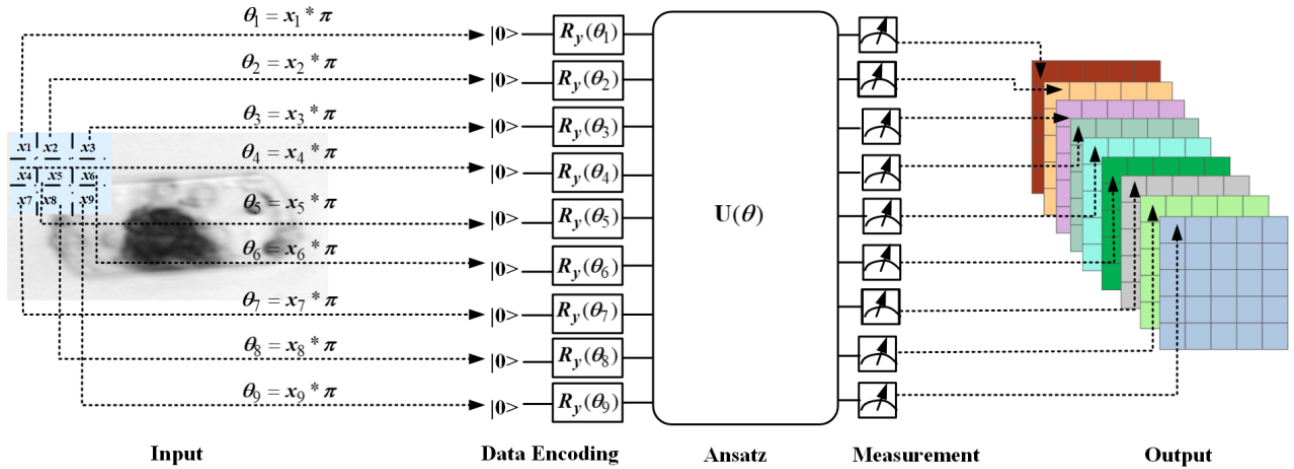 θ1 = x1 * π |0> Ry(θ1)
θ2 = x2 * π |0> Ry(θ2)
θ3 = x3 * π |0> Ry(θ3)
x1 x2 x3
θ4 = x4 * π |0> Ry(θ4)
x4 x5 x6
x7 x8 x9
θ5 = x5 * π |0> Ry(θ5)
U(θ)
θ6 = x6 * π |0> Ry(θ6)
θ7 = x7 * π |0> Ry(θ7)
θ8 = x8 * π |0> Ry(θ8)
θ9 = x9 * π |0> Ry(θ9)
Input Data Encoding Ansatz Measurement Output